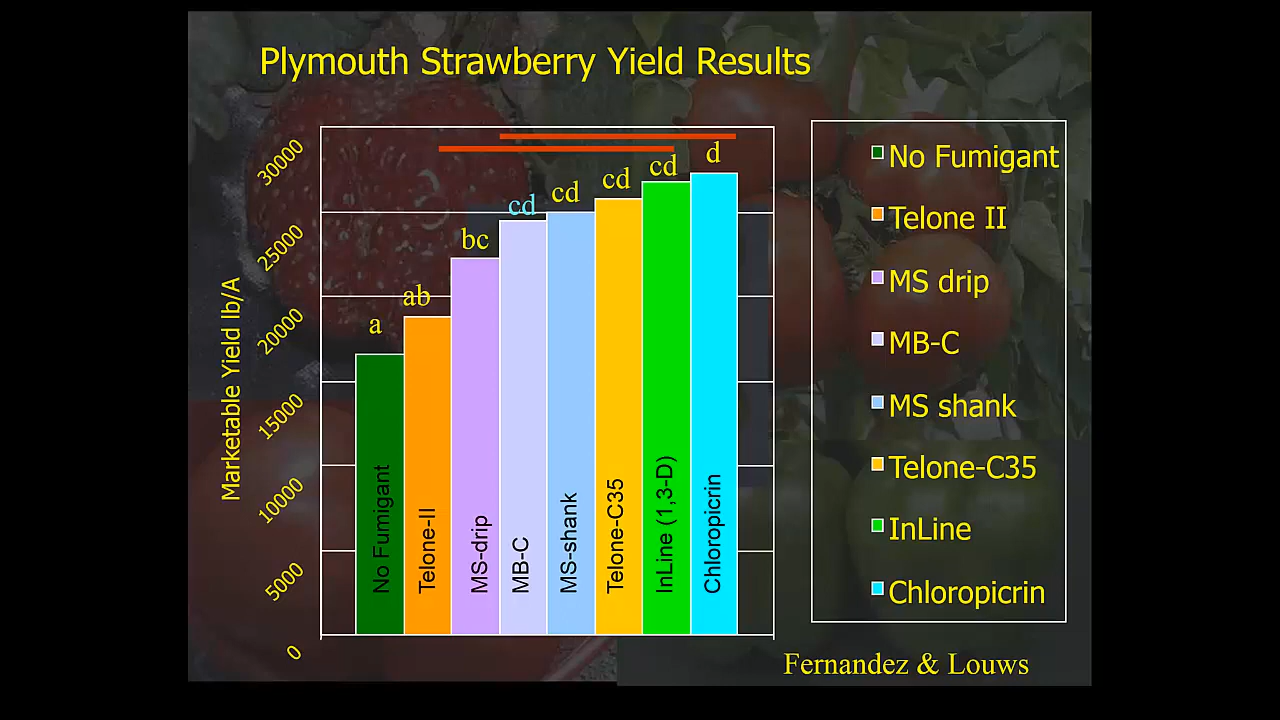 Plymouth Strawberry Yield Results
Marketable Yield lb/A
30000
25000
20000
15000
10000
5000
0
a
ab
bc
cd
cd
cd
cd
d
No Fumigant
Telone-II
MS-drip
MB-C
MS-shank
Telone-C35
InLine (1,3-D)
Chloropicrin
No Fumigant
Telone II
MS drip
MB-C
MS shank
Telone-C35
InLine
Chloropicrin
Fernandez & Louws